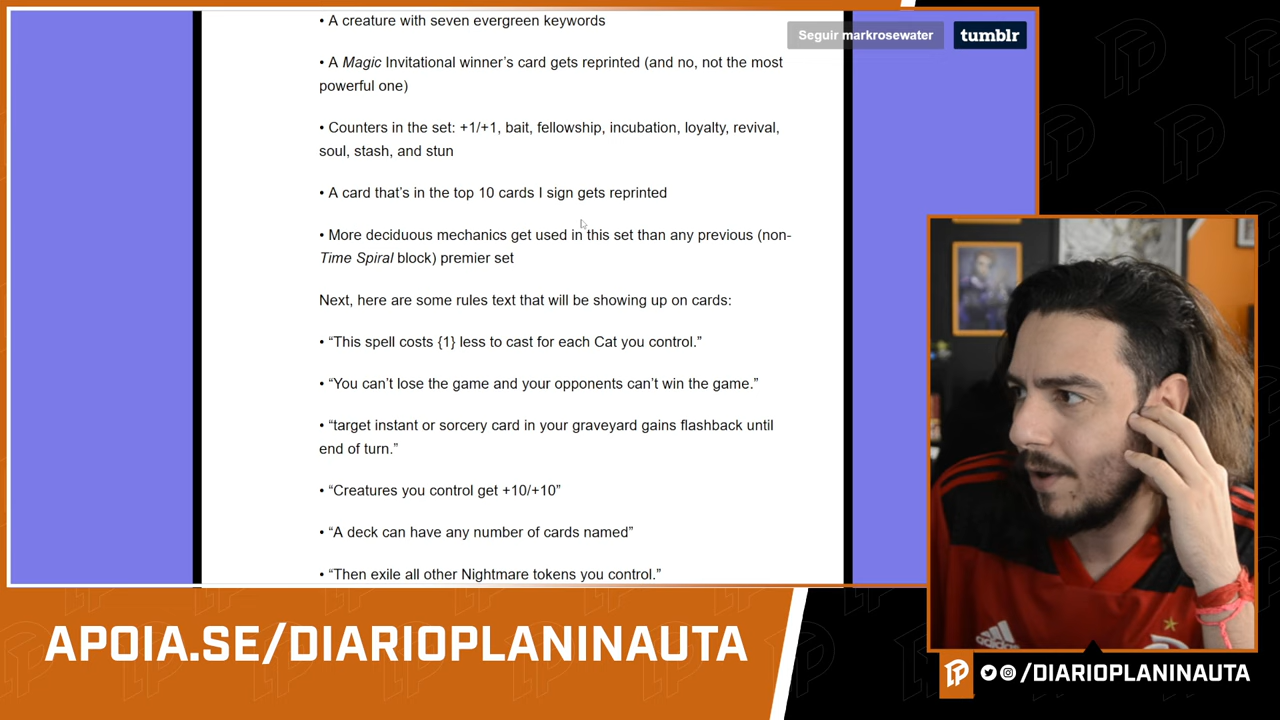 • A creature with seven evergreen keywords
Seguir markrosewater
tumblr
• A Magic Invitational winner’s card gets reprinted (and no, not the most
powerful one)
• Counters in the set: +1/+1, bait, fellowship, incubation, loyalty, revival,
soul, stash, and stun
• A card that’s in the top 10 cards I sign gets reprinted
• More deciduous mechanics get used in this set than any previous (non-
Time Spiral block) premier set
Next, here are some rules text that will be showing up on cards:
• “This spell costs {1} less to cast for each Cat you control.”
• “You can’t lose the game and your opponents can’t win the game.”
• “target instant or sorcery card in your graveyard gains flashback until
end of turn.”
• “Creatures you control get +10/+10”
• “A deck can have any number of cards named”
• “Then exile all other Nightmare tokens you control.”
APOIA.SE/DIARIOPLANINAUTA
/DIARIOPLANINAUTA